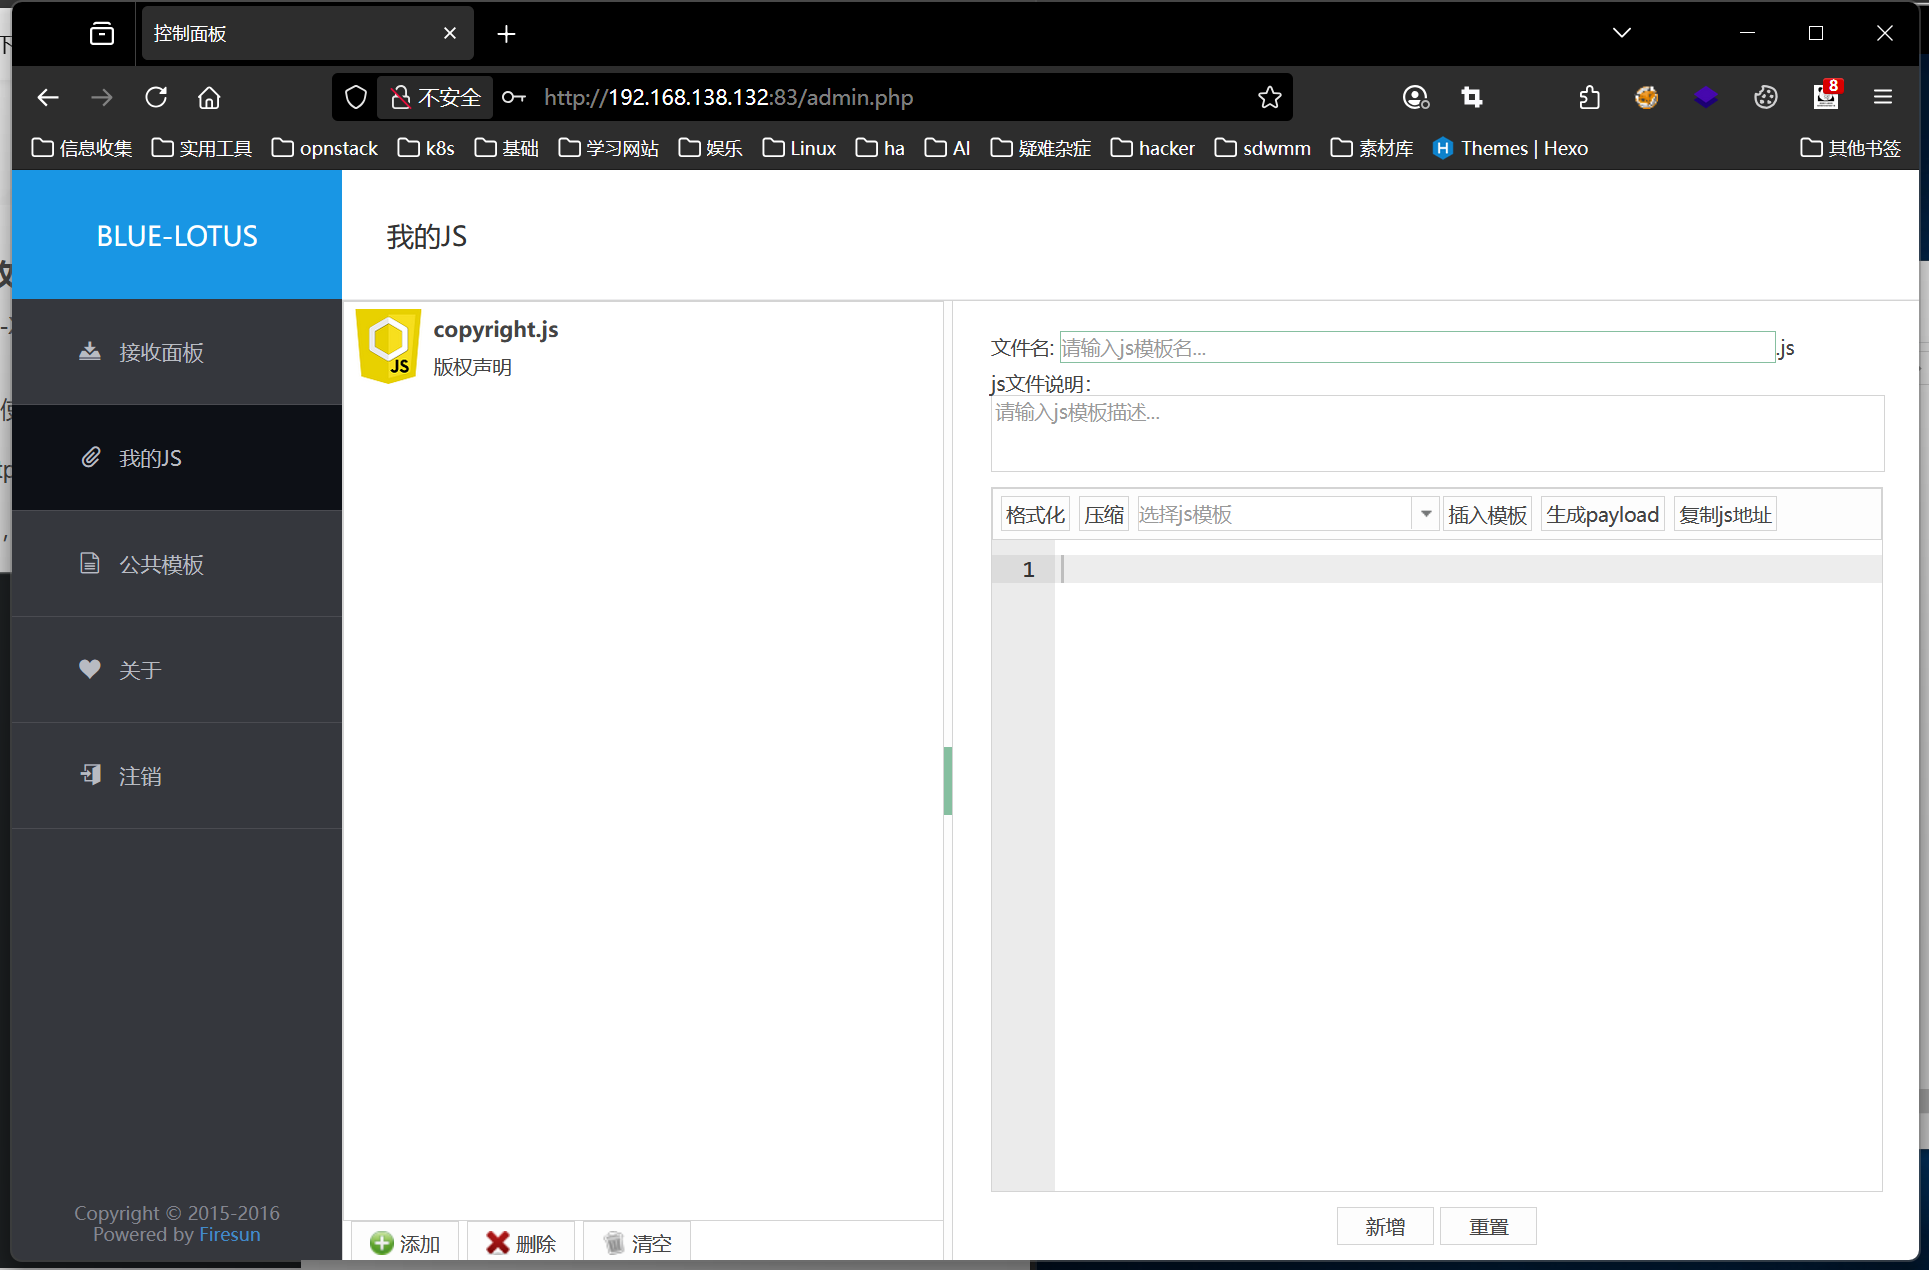 控制面板
不安全
http://192.168.138.132:83/admin.php
8
信息收集 实用工具 opnstack k8s 基础 学习网站 娱乐 Linux ha AI 疑难杂症 hacker sdwmm 素材库 H Themes | Hexo 其他书签
BLUE-LOTUS
我的JS
接收面板
我的JS
公共模板
关于
注销
Copyright © 2015-2016
Powered by Firesun
JS
copyright.js
版权声明
添加 删除 清空
文件名: 请输入js模板名... .js
js文件说明:
请输入js模板描述...
格式化 压缩 选择js模板 插入模板 生成payload 复制js地址
1
新增 重置